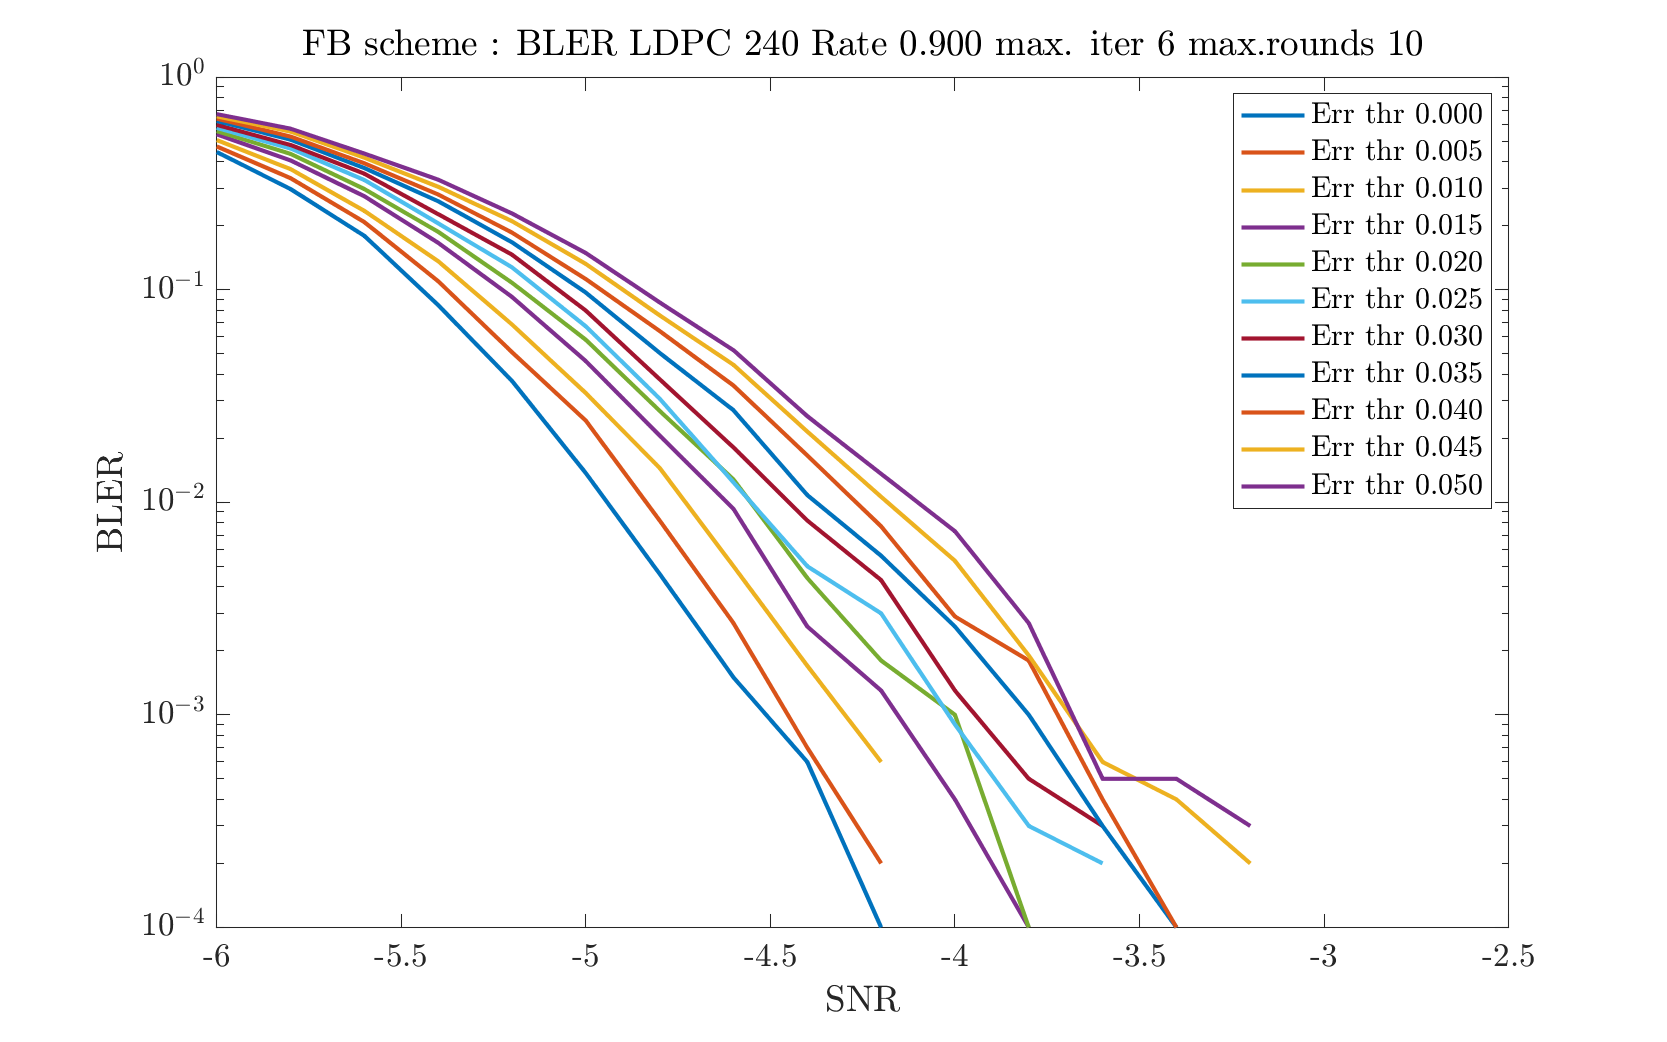 FB scheme : BLER LDPC 240 Rate 0.900 max. iter 6 max.rounds 10
10^0
10^-1
10^-2
10^-3
10^-4
BLER
Err thr 0.000
Err thr 0.005
Err thr 0.010
Err thr 0.015
Err thr 0.020
Err thr 0.025
Err thr 0.030
Err thr 0.035
Err thr 0.040
Err thr 0.045
Err thr 0.050
-6 -5.5 -5 -4.5 -4 -3.5 -3 -2.5
SNR